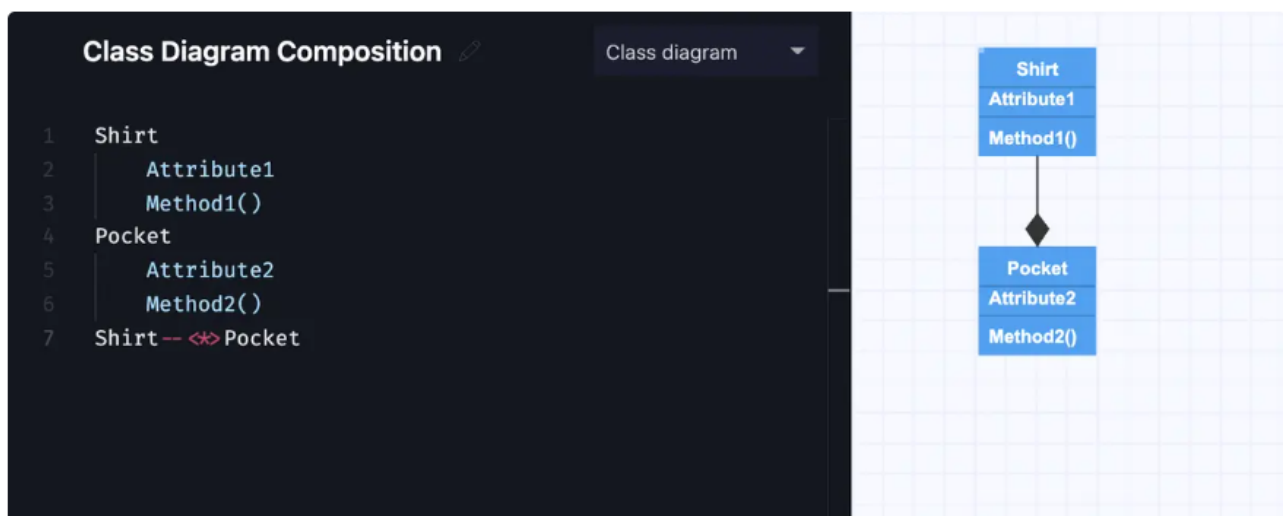 Class Diagram Composition
Class diagram
1 Shirt
2 Attribute1
3 Method1()
4 Pocket
5 Attribute2
6 Method2()
7 Shirt--<*>Pocket
Shirt
Attribute1
Method1()
Pocket
Attribute2
Method2()